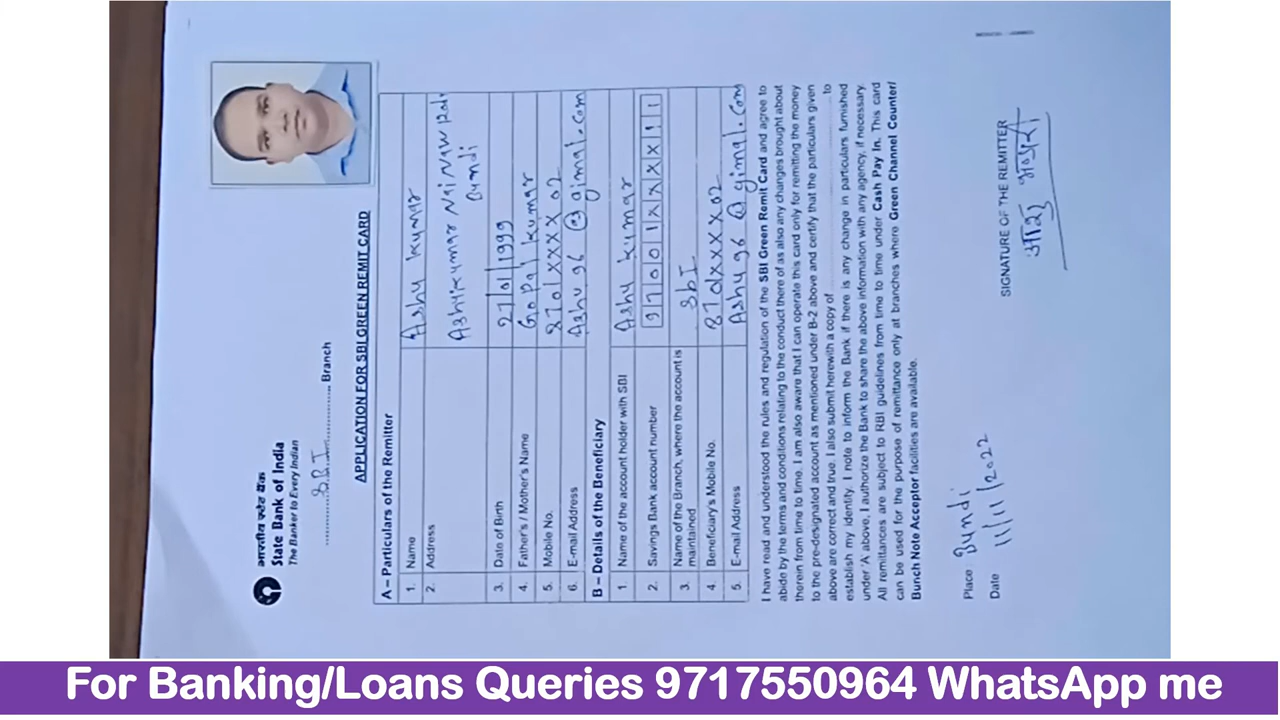 भारतीय स्टेट बैंक
State Bank of India
The Banker to Every Indian
SBI Branch
APPLICATION FOR SBI GREEN REMIT CARD
A – Particulars of the Remitter
1. Name Ashu kumar
2. Address Ashukumar Nai
Bundi
3. Date of Birth 27/01/1999
4. Father's / Mother's Name Gopal kumar
5. Mobile No. 870XXXXX02
6. E-mail Address Ashu96@gimal.com
B – Details of the Beneficiary
1. Name of the account holder with SBI Ashu kumar
2. Savings Bank account number
3. Name of the Branch, where the account is maintained SbI
4. Beneficiary's Mobile No.
5. E-mail Address Ashu96@gimal.com
I have read and understood the rules and regulation of the SBI Green Remit Card and agree to
abide by the terms and conditions relating to the conduct there of as also any changes brought about
therein from time to time. I am also aware that I can operate this card only for remitting the money
to the pre-designated account as mentioned under B-2 above and certify that the particulars given
above are correct and true. I also submit herewith a copy of .................... to
establish my identity. I note to inform the Bank if there is any change in particulars furnished
under 'A' above, I authorize the Bank to share the above information with any agency, if necessary.
All remittances are subject to RBI guidelines from time to time under Cash Pay In. This card
can be used for the purpose of remittance only at branches where Green Channel Counter/
Bunch Note Acceptor facilities are available.
Place Bundi
Date 11/11/2022
SIGNATURE OF THE REMITTER
For Banking/Loans Queries 9717550964 WhatsApp me